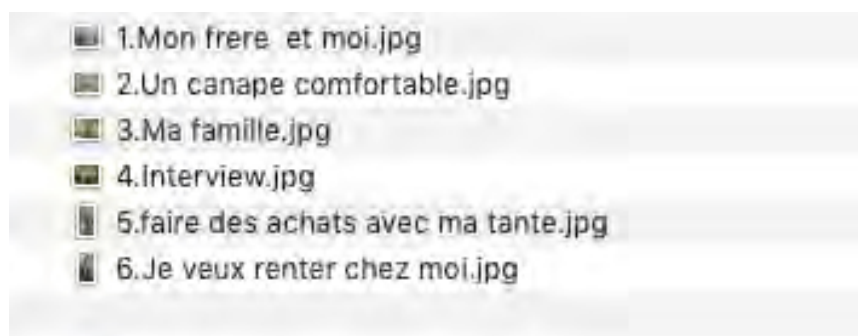 1.Mon frere et moi.jpg
2.Un canape comfortable.jpg
3.Ma famille.jpg
4.Interview.jpg
5.faire des achats avec ma tante.jpg
6.Je veux renter chez moi.jpg